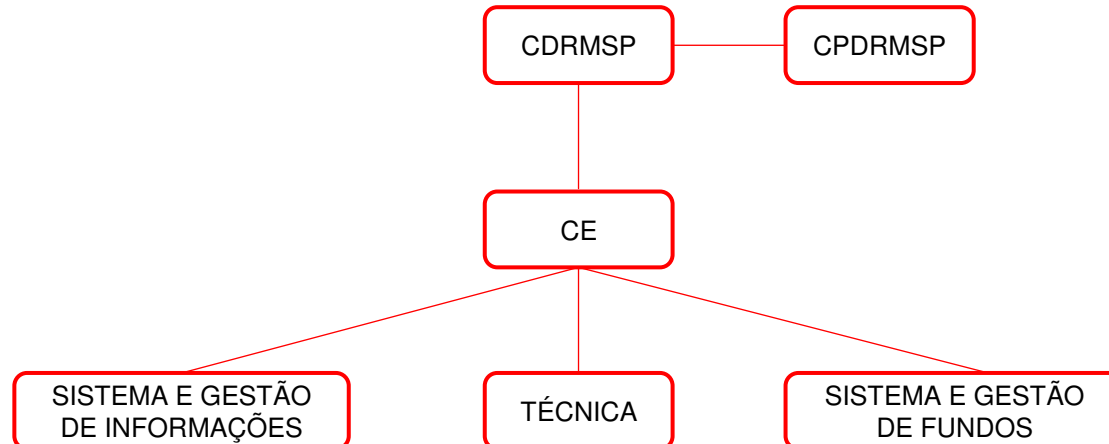 CDRMSP
CPDRMSP
CE
SISTEMA E GESTÃO
DE INFORMAÇÕES
TÉCNICA
SISTEMA E GESTÃO
DE FUNDOS